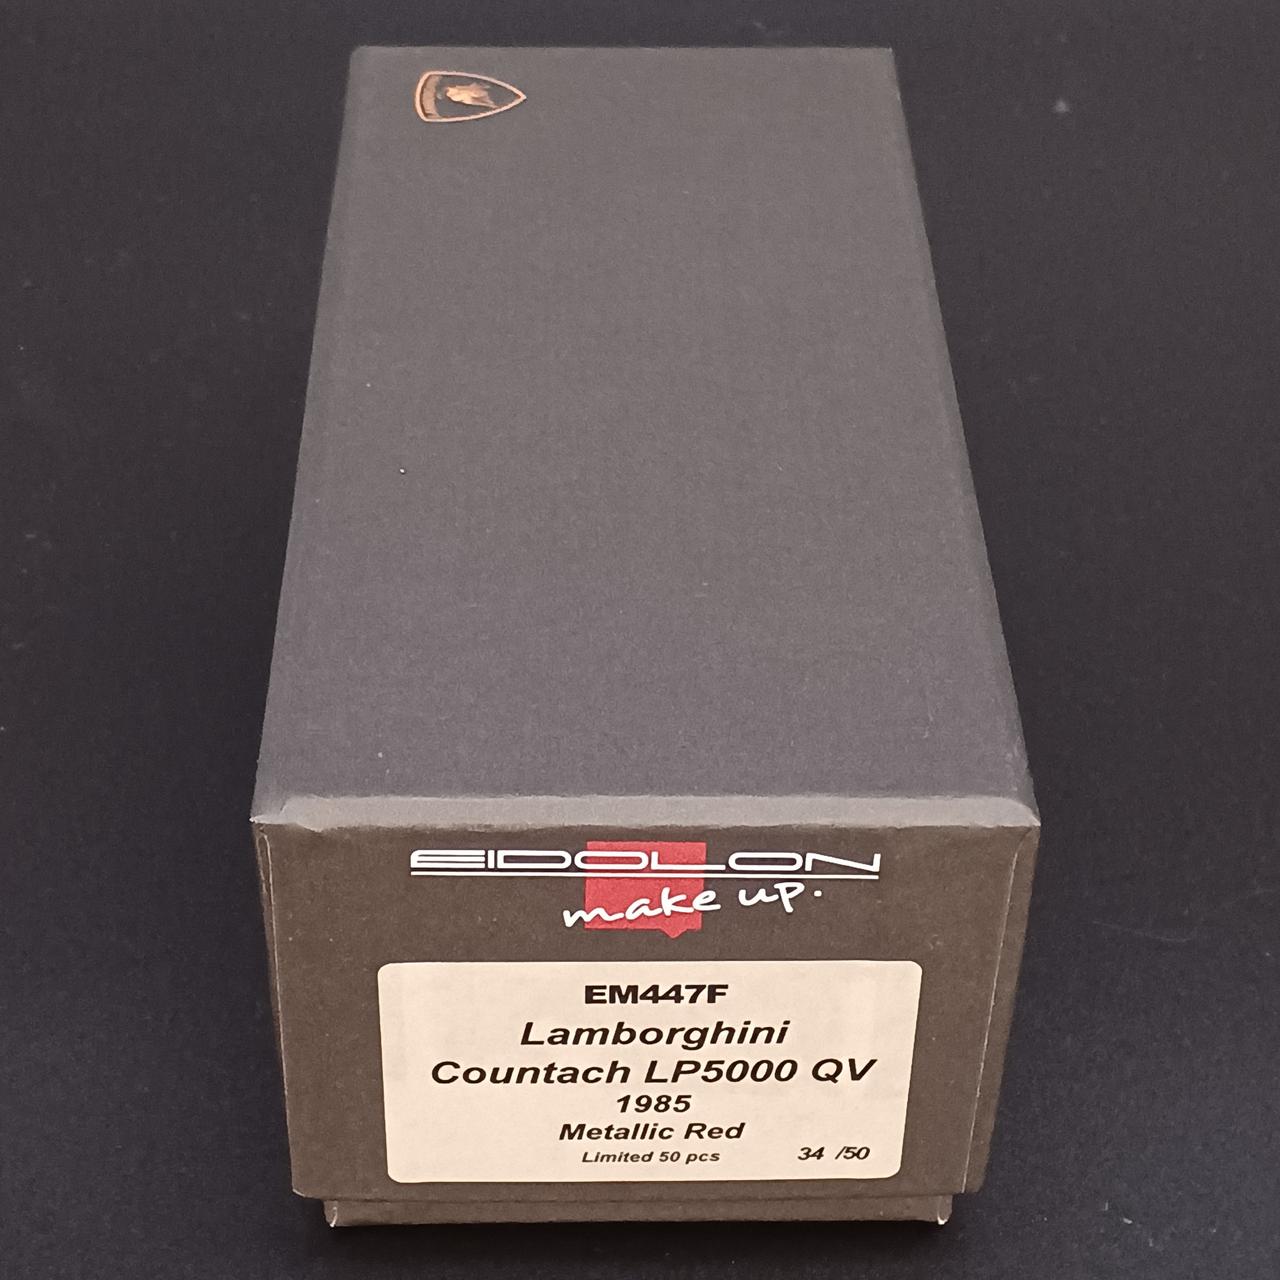 EIDOLON
make up.
EM447F
Lamborghini
Countach LP5000 QV
1985
Metallic Red
Limited 50 pcs 34 /50